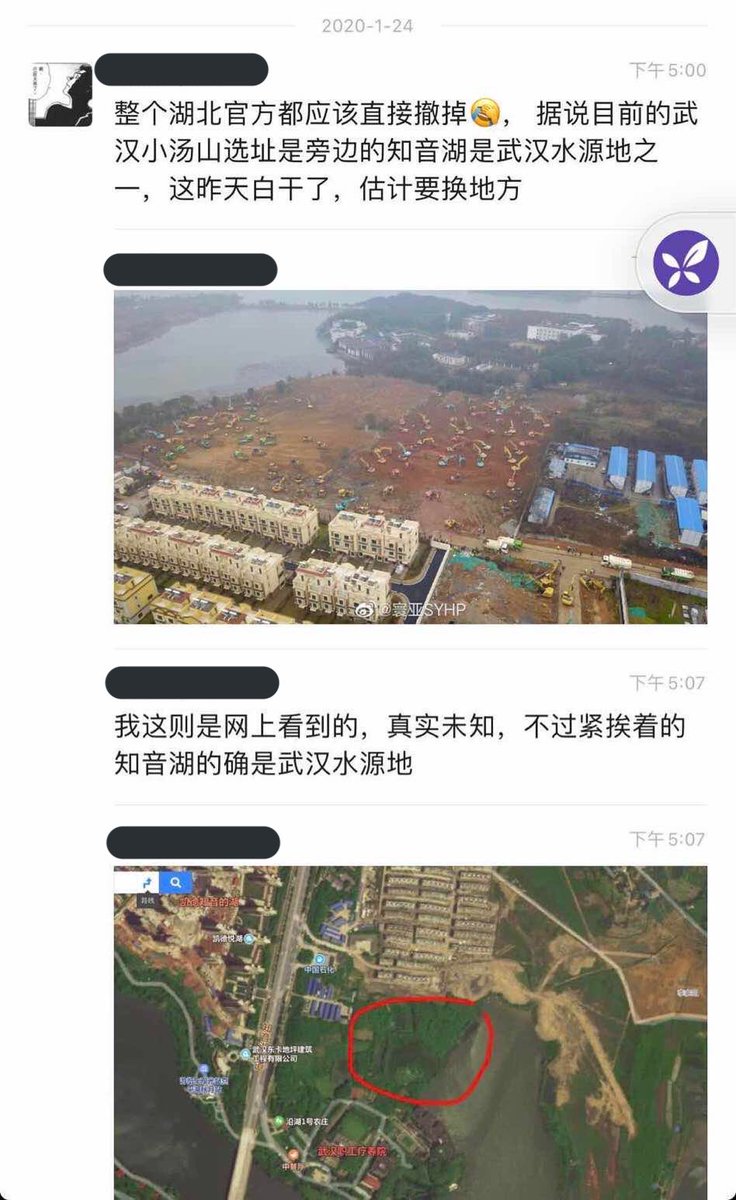 2020-1-24
下午 5:00
整个湖北官方都应该直接撤掉😂， 据说目前的武
汉小汤山选址是旁边的知音湖是武汉水源地之
一，这昨天白干了，估计要换地方
@寰亚SYHP
下午 5:07
我这则是网上看到的，真实未知，不过紧挨着的
知音湖的确是武汉水源地
下午 5:07
路线
凯德悦湖
中国石化
武汉东卡地坪建筑
工程有限公司
沿湖1号农庄
武汉职工疗养院